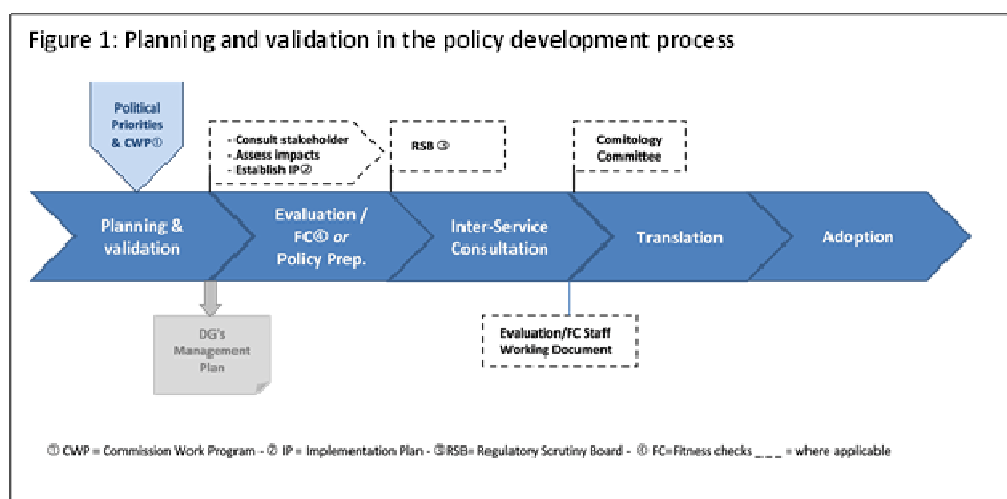 Figure 1: Planning and validation in the policy development process
Political
Priorities
& CWP①
- Consult stakeholder
- Assess impacts
- Establish IP②
RSB ③
Comitology
Committee
Planning &
validation
Evaluation /
FC④ or
Policy Prep.
Inter-Service
Consultation
Translation
Adoption
DG's
Management
Plan
Evaluation/FC Staff
Working Document
① CWP = Commission Work Program - ② IP = Implementation Plan - ③RSB= Regulatory Scrutiny Board - ④ FC=Fitness checks _ _ _ = where applicable